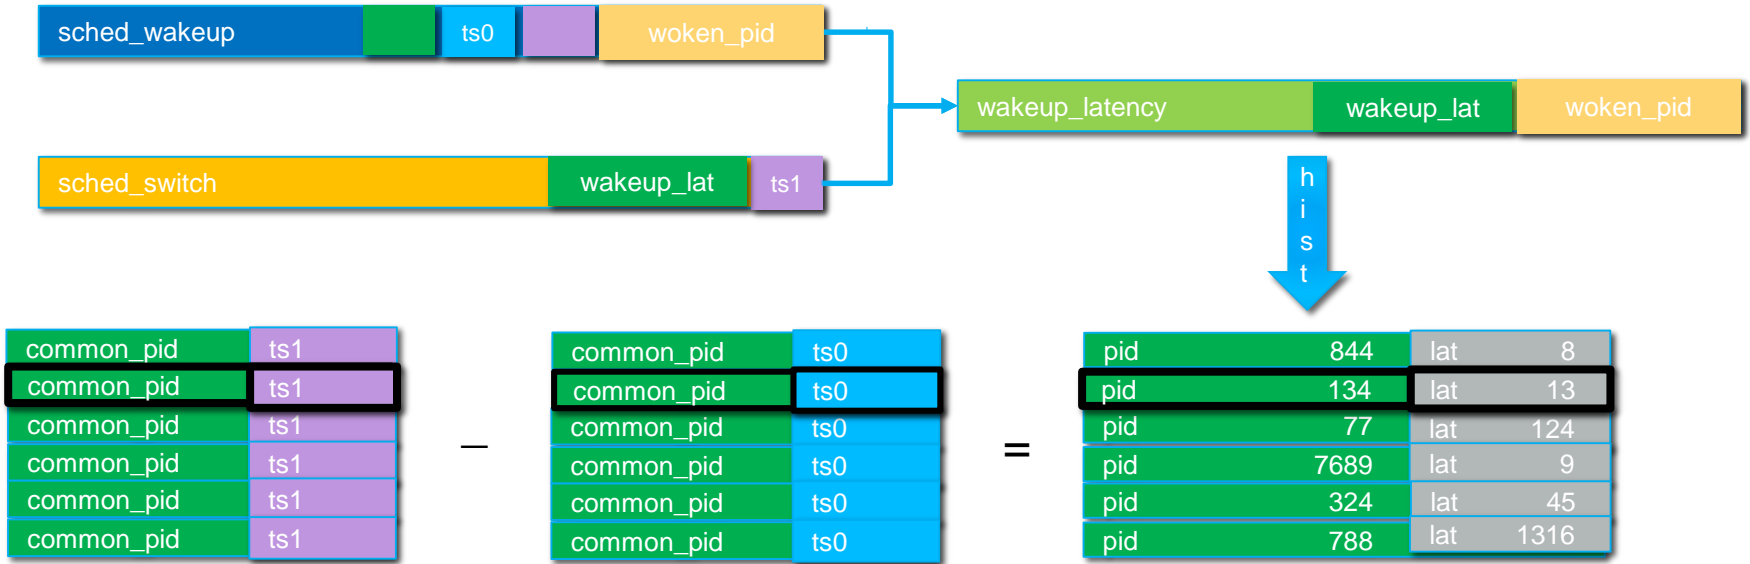 sched_wakeup ts0 woken_pid
wakeup_latency wakeup_lat woken_pid
sched_switch wakeup_lat ts1
h
i
s
t
common_pid ts1
common_pid ts1
common_pid ts1
common_pid ts1
common_pid ts1
common_pid ts1
–
common_pid ts0
common_pid ts0
common_pid ts0
common_pid ts0
common_pid ts0
common_pid ts0
=
pid 844 lat 8
pid 134 lat 13
pid 77 lat 124
pid 7689 lat 9
pid 324 lat 45
pid 788 lat 1316